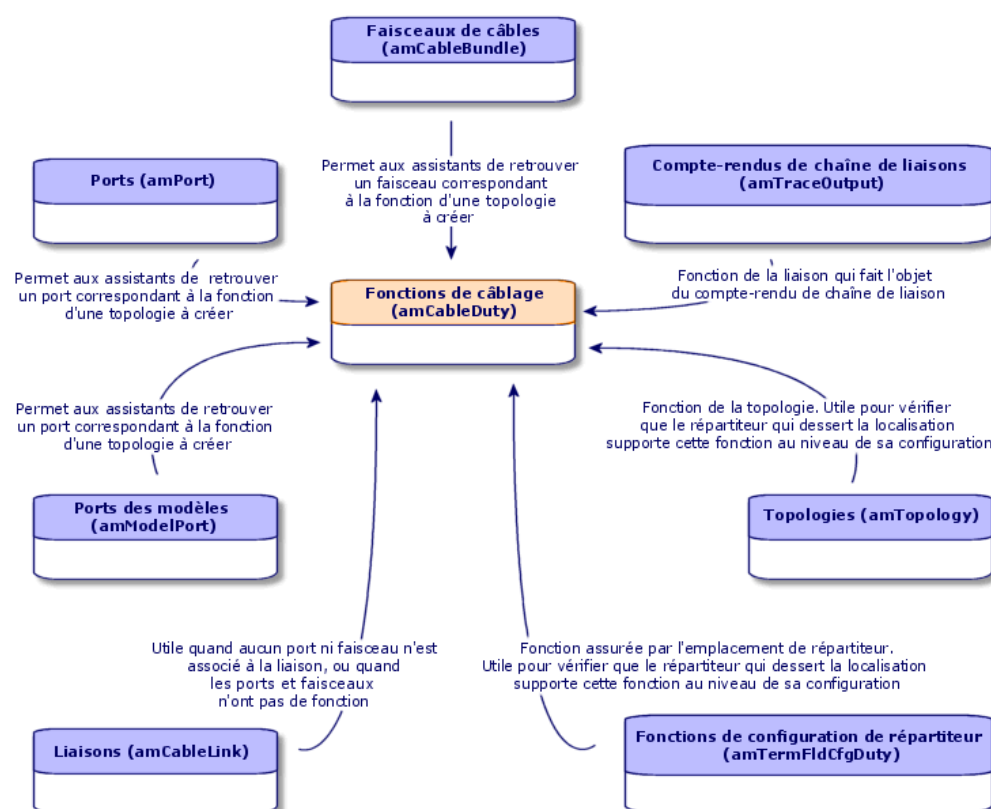 Faisceaux de câbles
(amCableBundle)
Permet aux assistants de retrouver
un faisceau correspondant
à la fonction d'une topologie
à créer
Ports (amPort)
Compte-rendus de chaîne de liaisons
(amTraceOutput)
Permet aux assistants de  retrouver
un port correspondant à la fonction
d'une topologie à créer
Fonctions de câblage
(amCableDuty)
Fonction de la liaison qui fait l'objet
du compte-rendu de chaîne de liaison
Permet aux assistants de retrouver
un port correspondant à la fonction
d'une topologie à créer
Fonction de la topologie. Utile pour vérifier
que le répartiteur qui dessert la localisation
supporte cette fonction au niveau de sa configuration
Ports des modèles
(amModelPort)
Topologies (amTopology)
Utile quand aucun port ni faisceau n'est
associé à la liaison, ou quand
les ports et faisceaux
n'ont pas de fonction
Fonction assurée par l'emplacement de répartiteur.
Utile pour vérifier que le répartiteur qui dessert la localisation
supporte cette fonction au niveau de sa configuration
Liaisons (amCableLink)
Fonctions de configuration de répartiteur
(amTermFldCfgDuty)